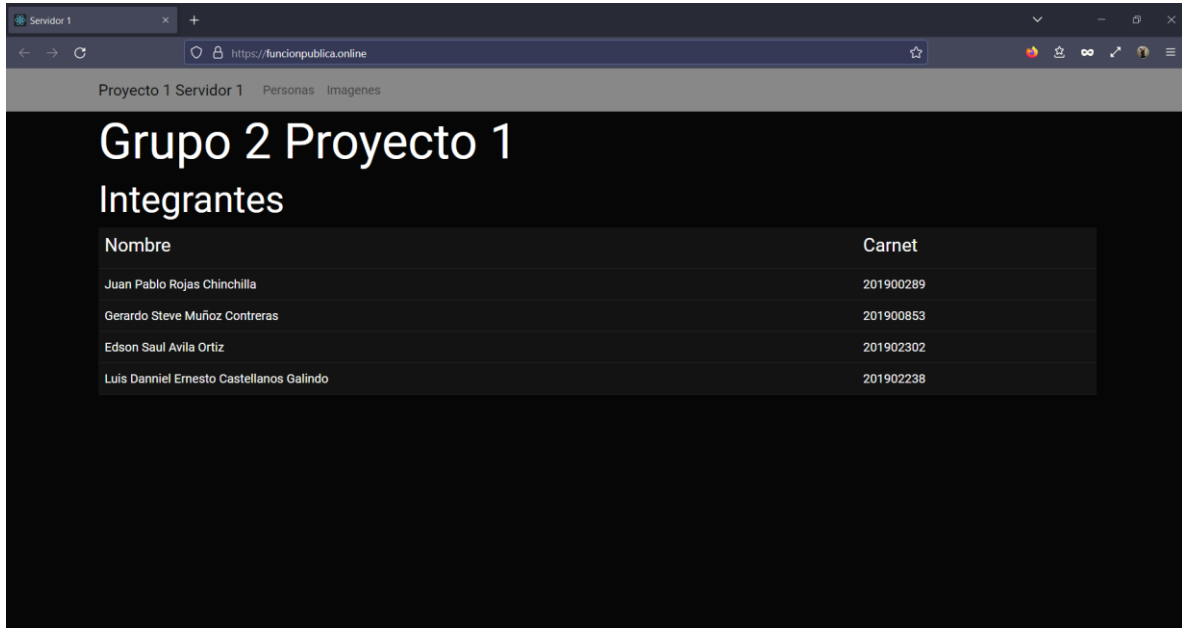 Servidor 1
https://funcionpublica.online
Proyecto 1 Servidor 1 Personas Imagenes
Grupo 2 Proyecto 1
Integrantes
Nombre Carnet
Juan Pablo Rojas Chinchilla 201900289
Gerardo Steve Muñoz Contreras 201900853
Edson Saul Avila Ortiz 201902302
Luis Danniel Ernesto Castellanos Galindo 201902238